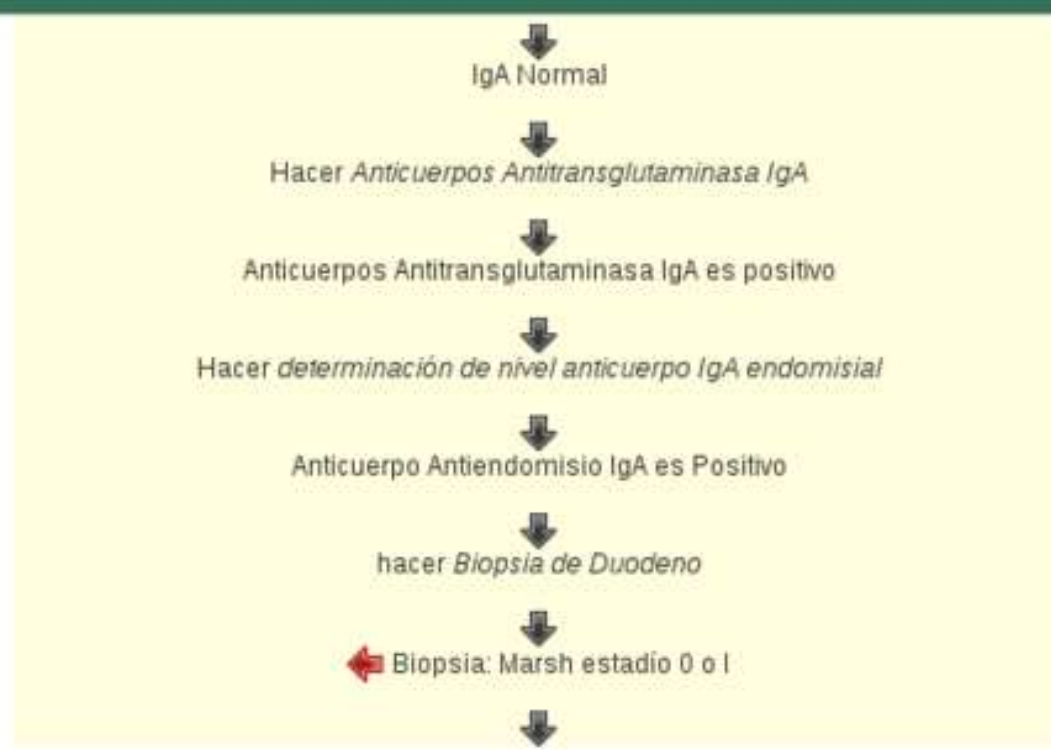 IgA Normal
Hacer Anticuerpos Antitransglutaminasa IgA
Anticuerpos Antitransglutaminasa IgA es positivo
Hacer determinación de nivel anticuerpo IgA endomisial
Anticuerpo Antiendomisio IgA es Positivo
hacer Biopsia de Duodeno
Biopsia: Marsh estadío 0 o I